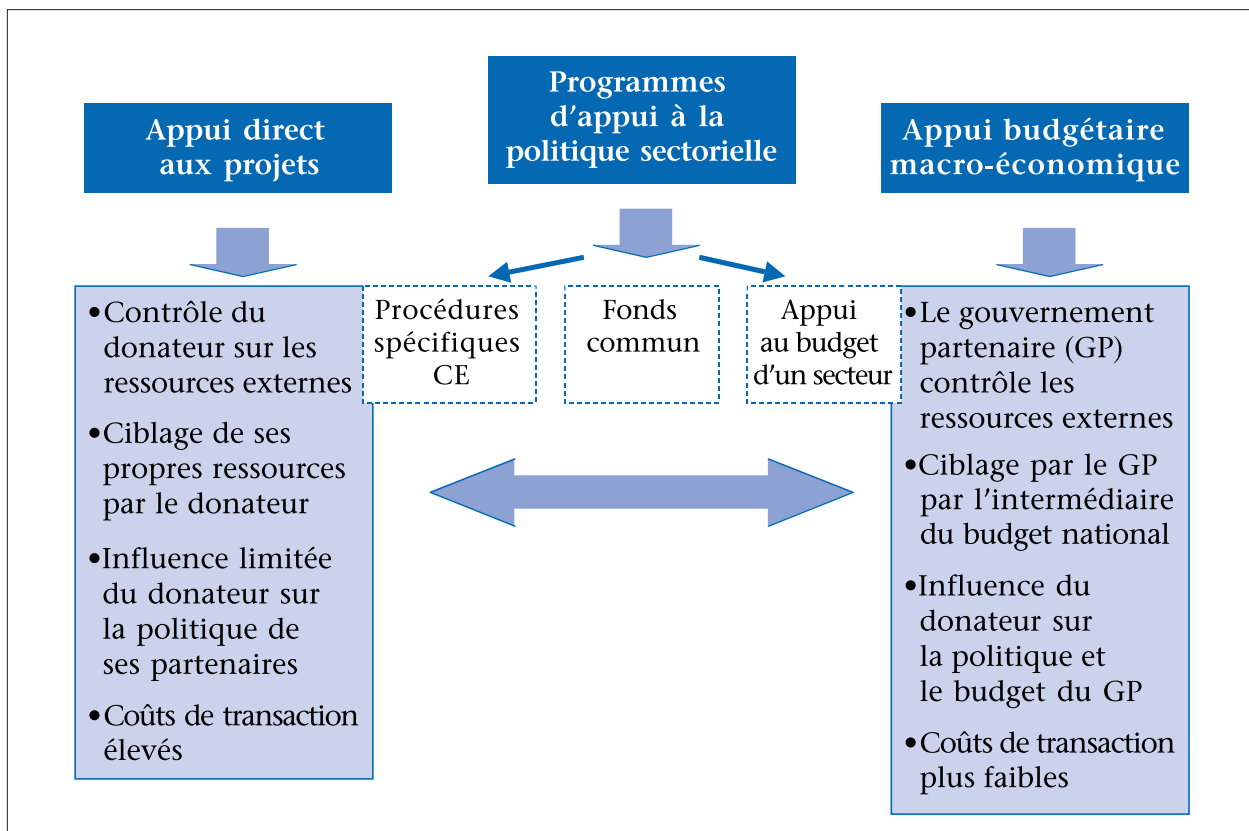 Appui direct
aux projets
Programmes
d'appui à la
politique sectorielle
Appui budgétaire
macro-économique
•Contrôle du
donateur sur les
ressources externes
•Ciblage de ses
propres ressources
par le donateur
•Influence limitée
du donateur sur
la politique de
ses partenaires
•Coûts de transaction
élevés
Procédures
spécifiques
CE
Fonds
commun
Appui
au budget
d'un secteur
•Le gouvernement
partenaire (GP)
contrôle les
ressources externes
•Ciblage par le GP
par l'intermédiaire
du budget national
•Influence du
donateur sur
la politique et
le budget du GP
•Coûts de transaction
plus faibles